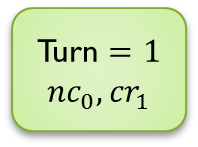 Turn = 1
nc₀, cr₁